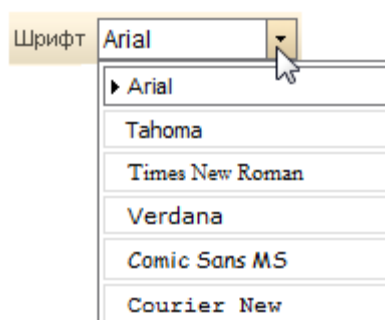 Шрифт Arial
Arial
Tahoma
Times New Roman
Verdana
Comic Sans MS
Courier New